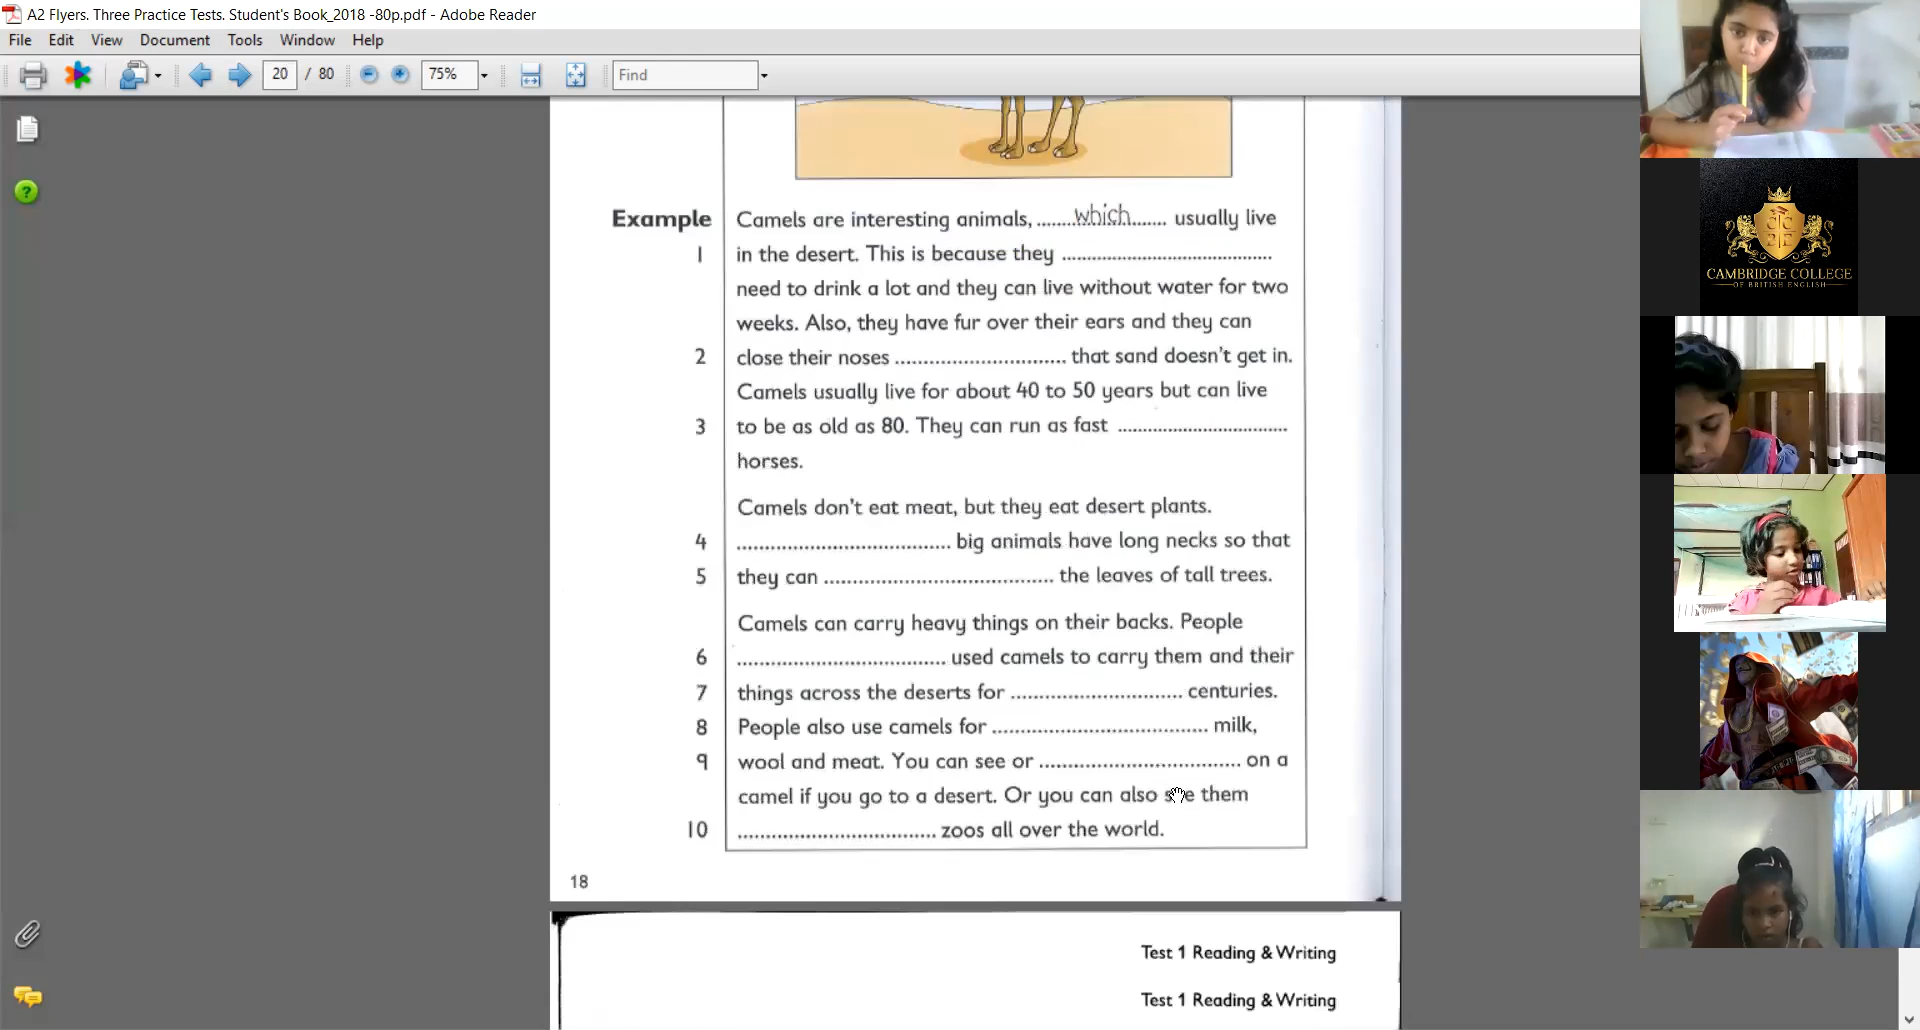 A2 Flyers. Three Practice Tests. Student's Book_2018 -80p.pdf - Adobe Reader
File Edit View Document Tools Window Help
20 / 80 75% Find
Example Camels are interesting animals, ........which....... usually live
1 in the desert. This is because they ..........................................
need to drink a lot and they can live without water for two
weeks. Also, they have fur over their ears and they can
2 close their noses ............................... that sand doesn't get in.
Camels usually live for about 40 to 50 years but can live
3 to be as old as 80. They can run as fast ...............................
horses.
Camels don't eat meat, but they eat desert plants.
4 ....................................... big animals have long necks so that
5 they can .......................................... the leaves of tall trees.
Camels can carry heavy things on their backs. People
6 ...................................... used camels to carry them and their
7 things across the deserts for ............................... centuries.
8 People also use camels for ....................................... milk,
9 wool and meat. You can see or ..................................... on a
camel if you go to a desert. Or you can also see them
10 .................................... zoos all over the world.
18
Test 1 Reading & Writing
Test 1 Reading & Writing
CAMBRIDGE COLLEGE
OF BRITISH ENGLISH